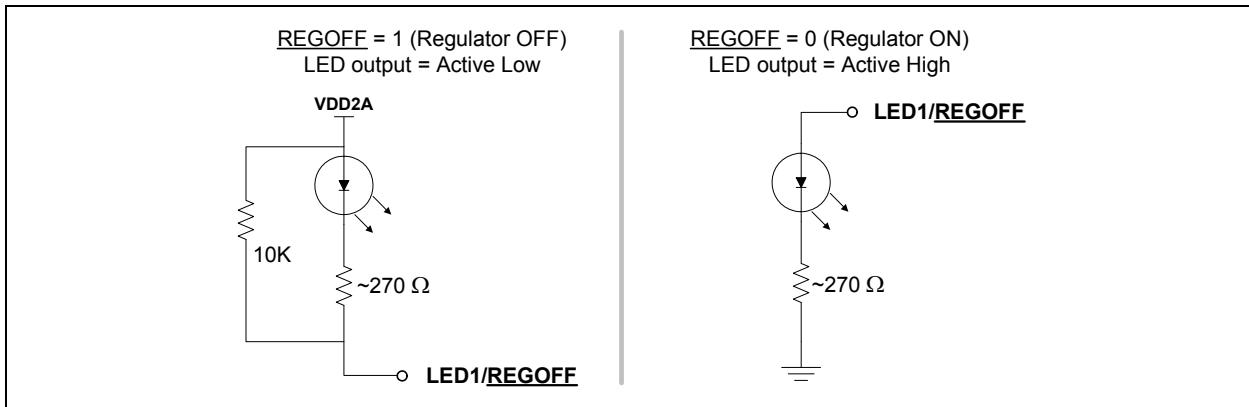 REGOFF = 1 (Regulator OFF)
LED output = Active Low
VDD2A
10K
~270 Ω
LED1/REGOFF
REGOFF = 0 (Regulator ON)
LED output = Active High
LED1/REGOFF
~270 Ω